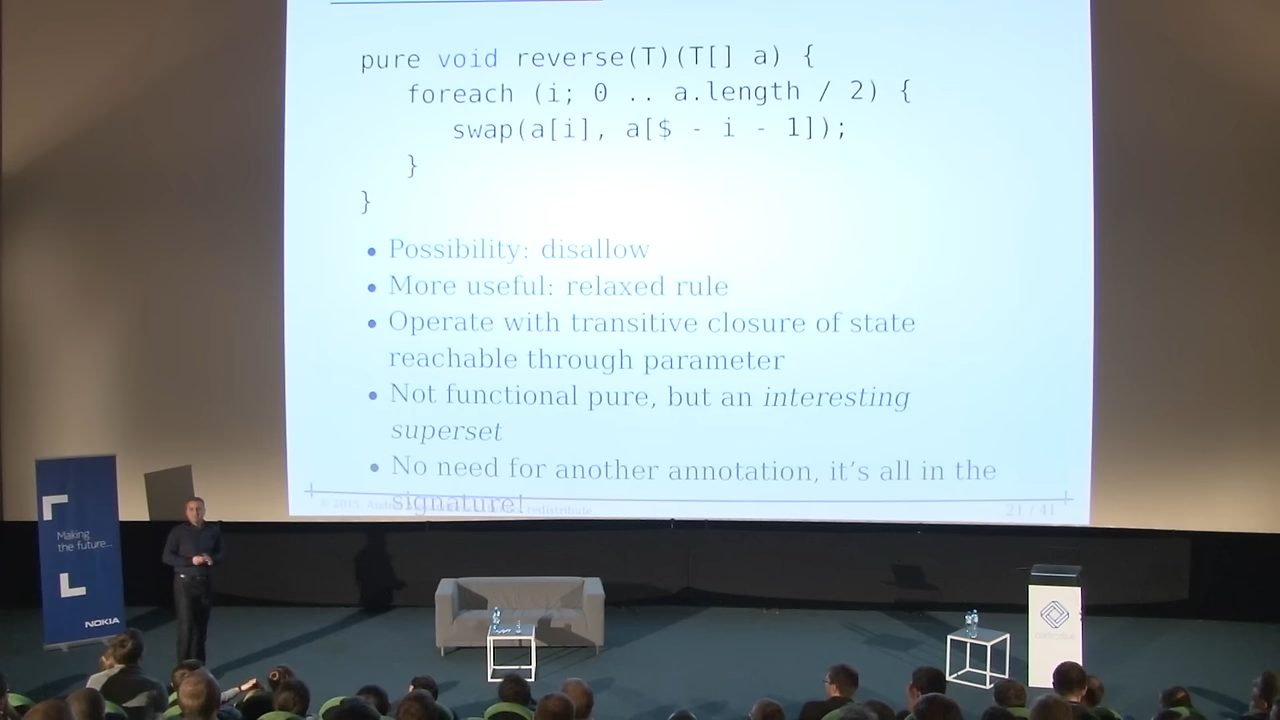 pure void reverse(T)(T[] a) {
foreach (i; 0 .. a.length / 2) {
swap(a[i], a[$ - i - 1]);
}
}
• Possibility: disallow
• More useful: relaxed rule
• Operate with transitive closure of state
reachable through parameter
• Not functional pure, but an interesting
superset
• No need for another annotation, it's all in the
signature!
© 2015 redistribute.
21 / 41
Making
the future...
NOKIA